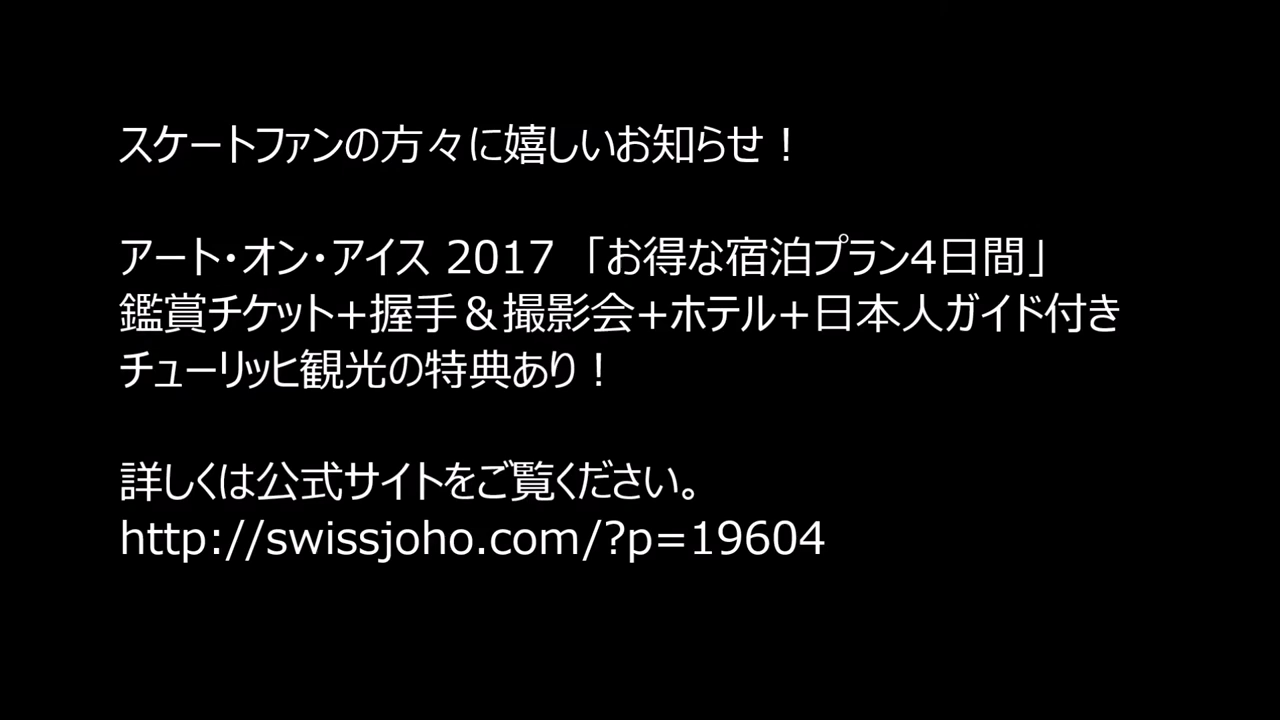 スケートファンの方々に嬉しいお知らせ！
アート・オン・アイス 2017 「お得な宿泊プラン4日間」
鑑賞チケット+握手＆撮影会+ホテル+日本人ガイド付き
チューリッヒ観光の特典あり！
詳しくは公式サイトをご覧ください。
http://swissjoho.com/?p=19604